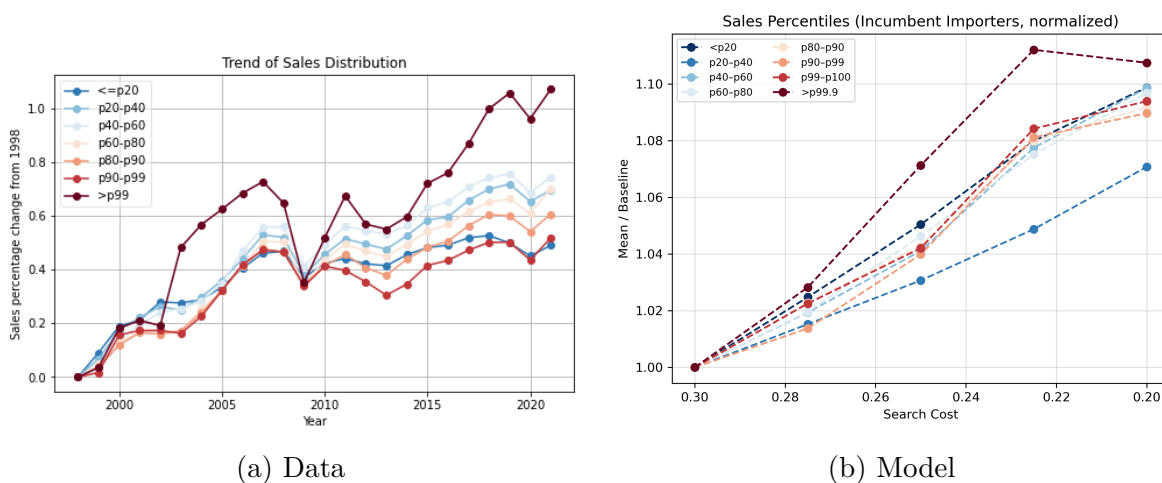 Trend of Sales Distribution
Sales percentage change from 1998
1.0
0.8
0.6
0.4
0.2
0.0
<=p20
p20-p40
p40-p60
p60-p80
p80-p90
p90-p99
>p99
2000
2005
2010
2015
2020
Year
(a) Data
Sales Percentiles (Incumbent Importers, normalized)
Mean / Baseline
1.10
1.08
1.06
1.04
1.02
1.00
<p20
p20–p40
p40–p60
p60–p80
p80–p90
p90–p99
p99–p100
>p99.9
0.30
0.28
0.26
0.24
0.22
0.20
Search Cost
(b) Model